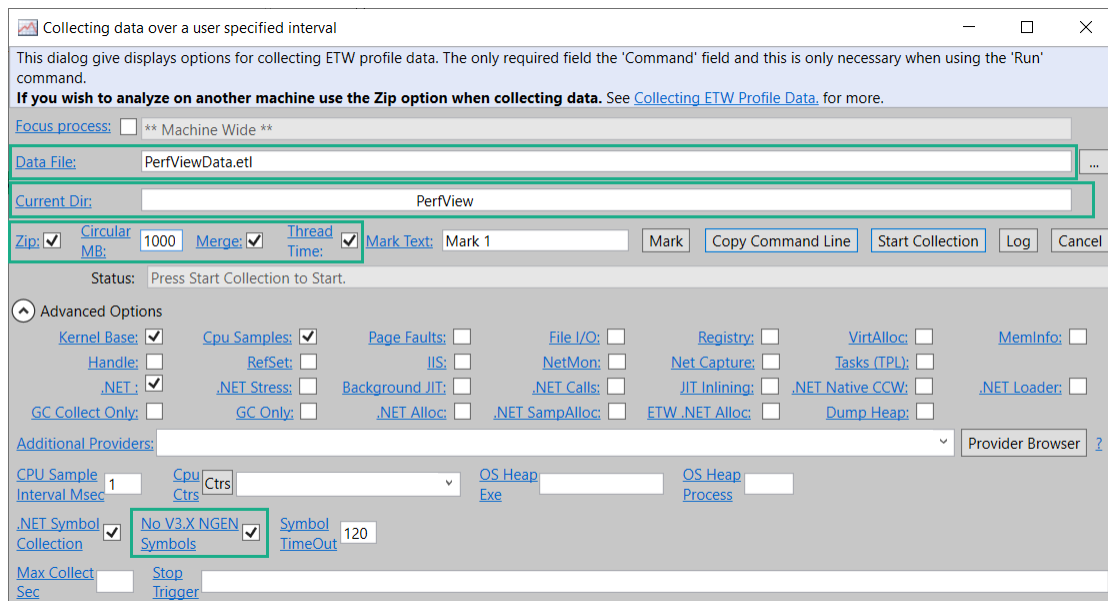 Collecting data over a user specified interval
This dialog give displays options for collecting ETW profile data. The only required field the 'Command' field and this is only necessary when using the 'Run'
command.
If you wish to analyze on another machine use the Zip option when collecting data. See Collecting ETW Profile Data. for more.
Focus process: ** Machine Wide **
Data File: PerfViewData.etl ...
Current Dir: PerfView
Zip: Circular MB: 1000 Merge: Thread Time: Mark Text: Mark 1 Mark Copy Command Line Start Collection Log Cancel
Status: Press Start Collection to Start.
Advanced Options
Kernel Base: Cpu Samples: Page Faults: File I/O: Registry: VirtAlloc: MemInfo:
Handle: RefSet: IIS: NetMon: Net Capture: Tasks (TPL):
.NET : .NET Stress: Background JIT: .NET Calls: JIT Inlining: .NET Native CCW: .NET Loader:
GC Collect Only: GC Only: .NET Alloc: .NET SampAlloc: ETW .NET Alloc: Dump Heap:
Additional Providers: Provider Browser ?
CPU Sample Interval Msec 1 Cpu Ctrs Ctrs OS Heap Exe OS Heap Process
.NET Symbol Collection No V3.X NGEN Symbols Symbol TimeOut 120
Max Collect Sec Stop Trigger